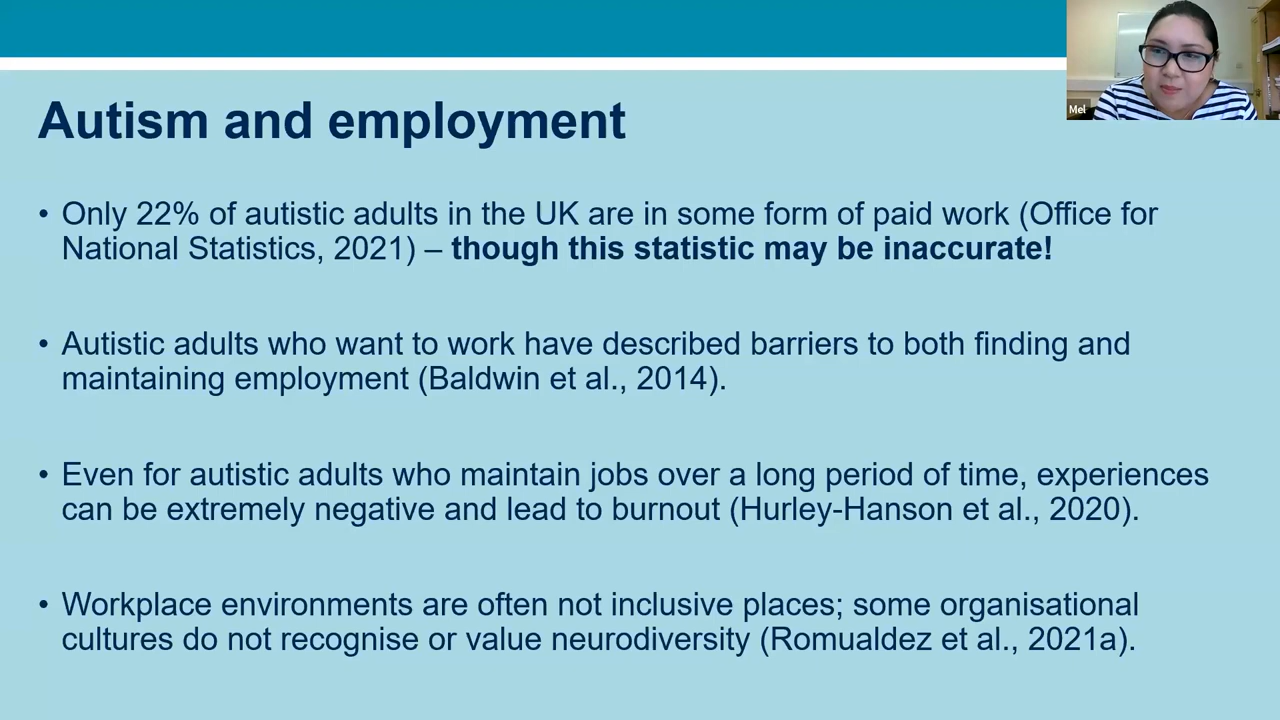 Mel
Autism and employment
• Only 22% of autistic adults in the UK are in some form of paid work (Office for
National Statistics, 2021) – though this statistic may be inaccurate!
• Autistic adults who want to work have described barriers to both finding and
maintaining employment (Baldwin et al., 2014).
• Even for autistic adults who maintain jobs over a long period of time, experiences
can be extremely negative and lead to burnout (Hurley-Hanson et al., 2020).
• Workplace environments are often not inclusive places; some organisational
cultures do not recognise or value neurodiversity (Romualdez et al., 2021a).